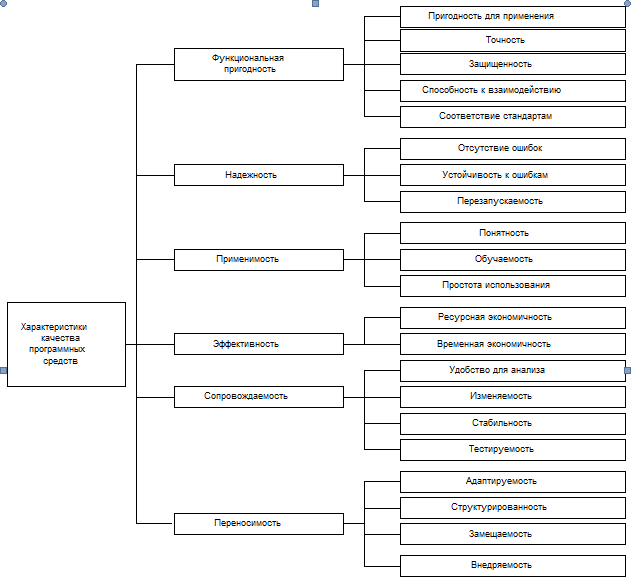 Характеристики
качества
программных
средств
Функциональная
пригодность
Пригодность для применения
Точность
Защищенность
Способность к взаимодействию
Соответствие стандартам
Надежность
Отсутствие ошибок
Устойчивость к ошибкам
Перезапускаемость
Применимость
Понятность
Обучаемость
Простота использования
Эффективность
Ресурсная экономичность
Временная экономичность
Сопровождаемость
Удобство для анализа
Изменяемость
Стабильность
Тестируемость
Переносимость
Адаптируемость
Структурированность
Замещаемость
Внедряемость